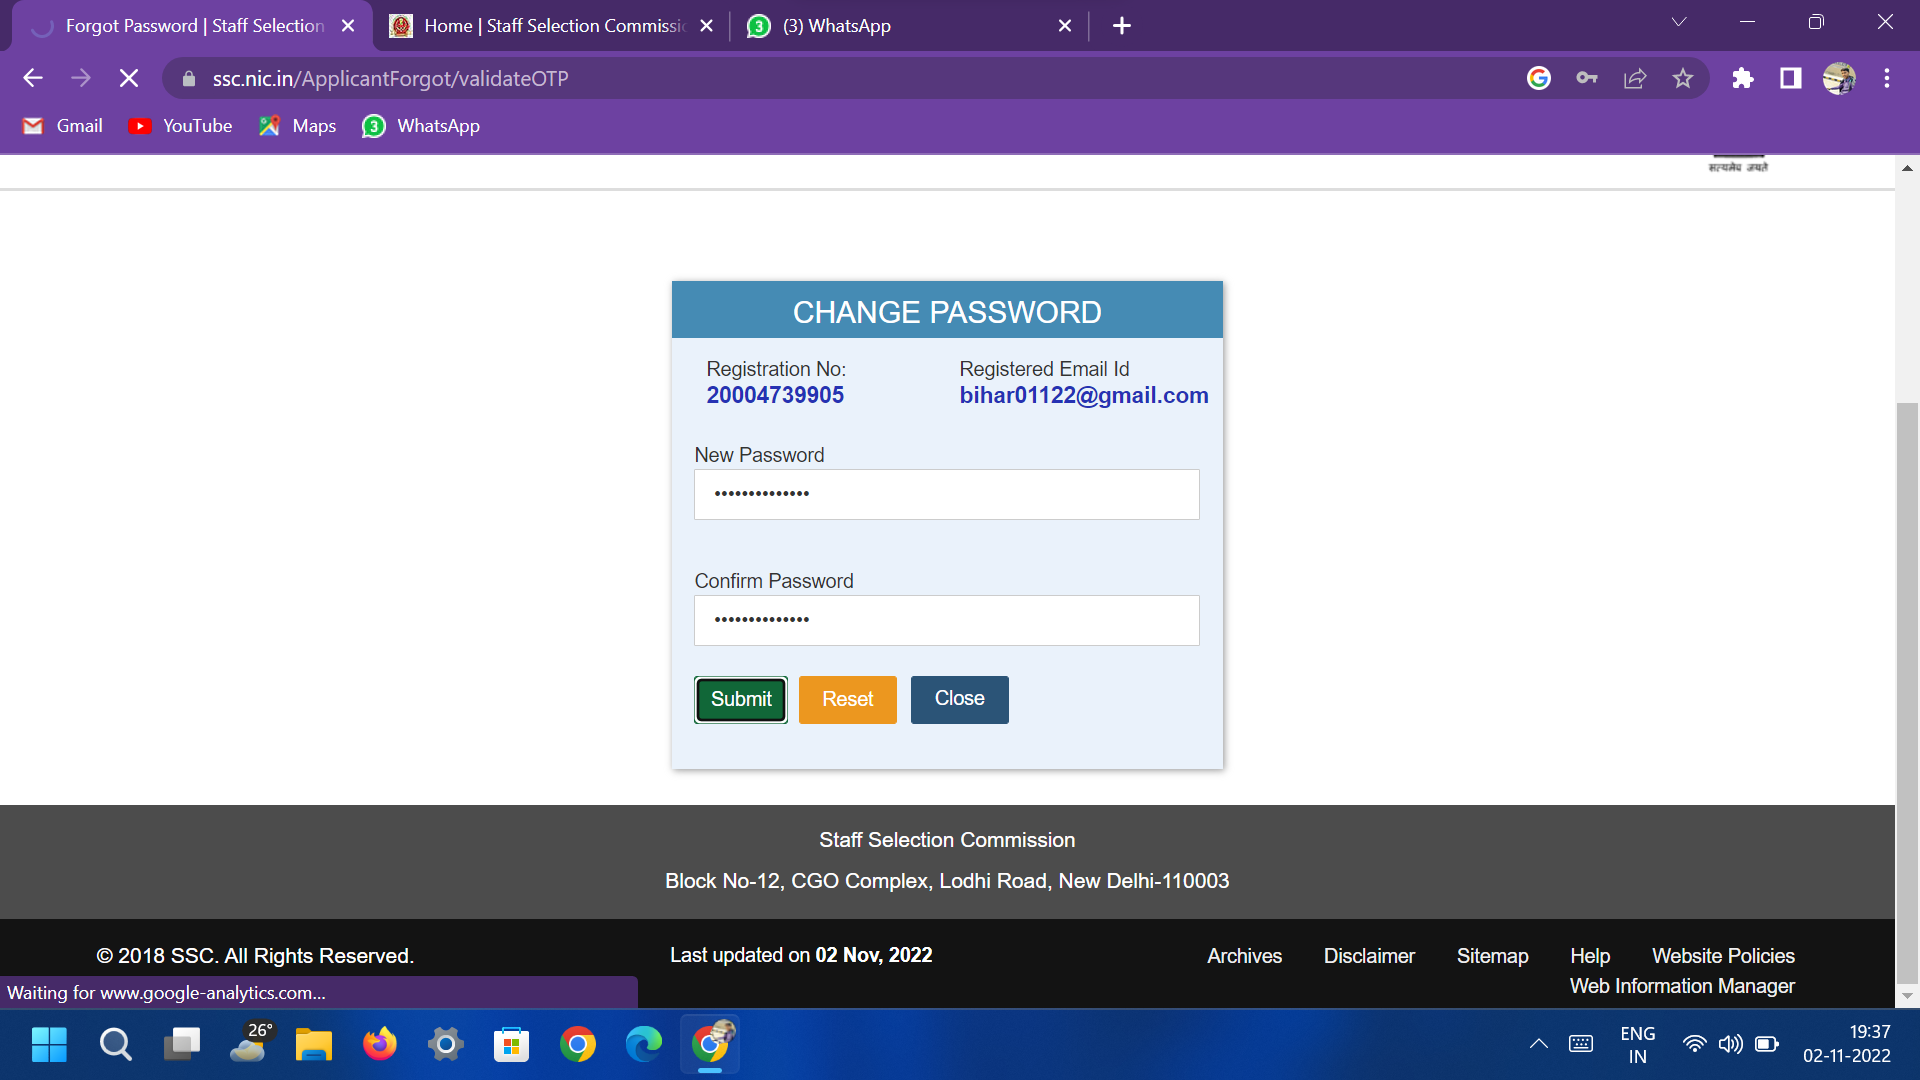 Forgot Password | Staff Selection
Home | Staff Selection Commissi
3
(3) WhatsApp
ssc.nic.in/ApplicantForgot/validateOTP
Gmail
YouTube
Maps
3
WhatsApp
सत्यमेव जयते
CHANGE PASSWORD
Registration No:
Registered Email Id
20004739905
bihar01122@gmail.com
New Password
••••••••••••••
Confirm Password
••••••••••••••
Submit
Reset
Close
Staff Selection Commission
Block No-12, CGO Complex, Lodhi Road, New Delhi-110003
© 2018 SSC. All Rights Reserved.
Last updated on 02 Nov, 2022
Archives
Disclaimer
Sitemap
Help
Website Policies
Web Information Manager
Waiting for www.google-analytics.com...
26°
ENG
IN
19:37
02-11-2022